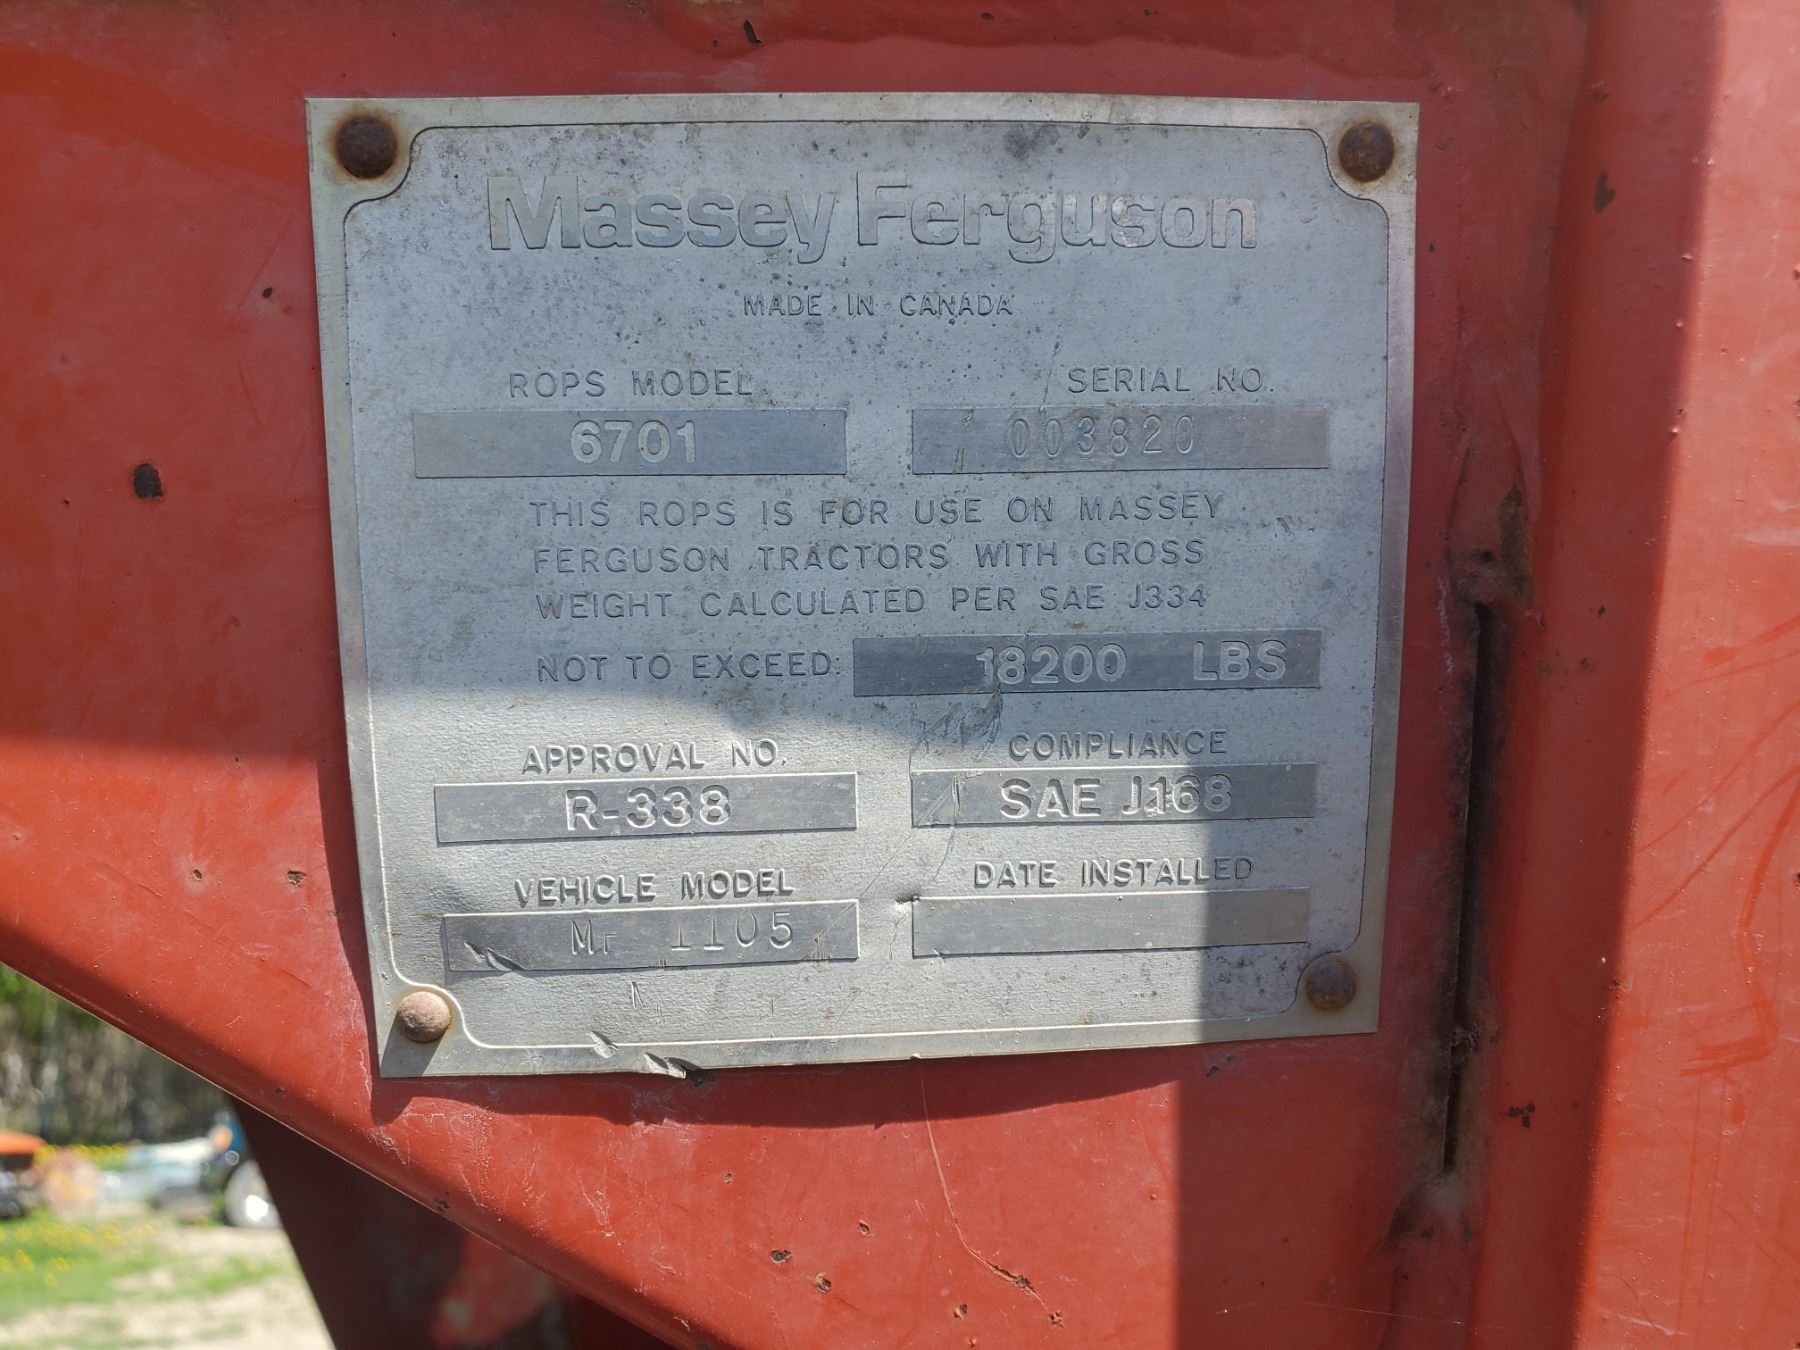 Massey Ferguson
MADE IN CANADA
ROPS MODEL SERIAL NO.
6701 003820
THIS ROPS IS FOR USE ON MASSEY
FERGUSON TRACTORS WITH GROSS
WEIGHT CALCULATED PER SAE J334
NOT TO EXCEED: 18200 LBS
APPROVAL NO. COMPLIANCE
R-338 SAE J168
VEHICLE MODEL DATE INSTALLED
MF 1105